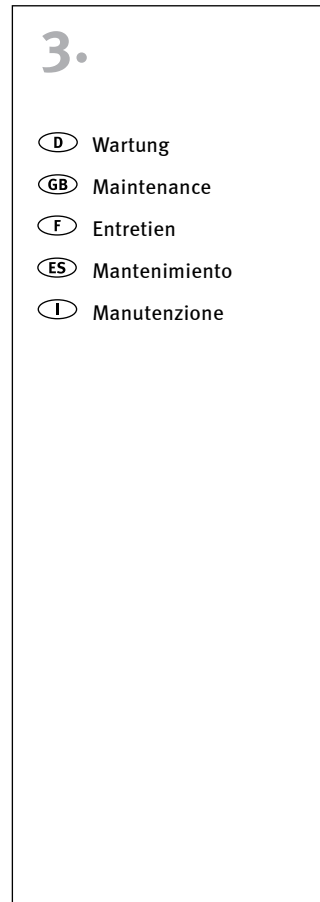 3.
D Wartung
GB Maintenance
F Entretien
ES Mantenimiento
I Manutenzione